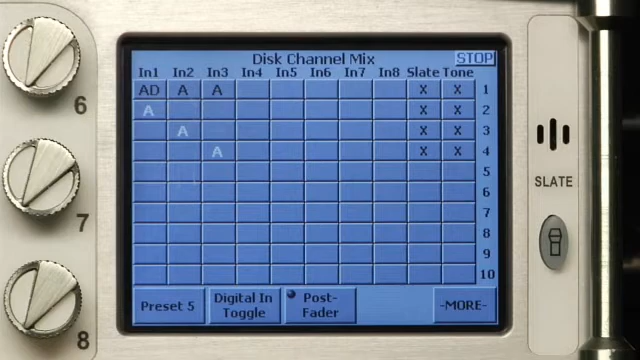 Disk Channel Mix STOP
In1 In2 In3 In4 In5 In6 In7 In8 Slate Tone
AD A A x x 1
A x x 2
A x x 3
A x x 4
5
6
7
8
9
10
Preset 5
Digital In
Toggle
Post-
Fader
-MORE-
6
7
8
SLATE